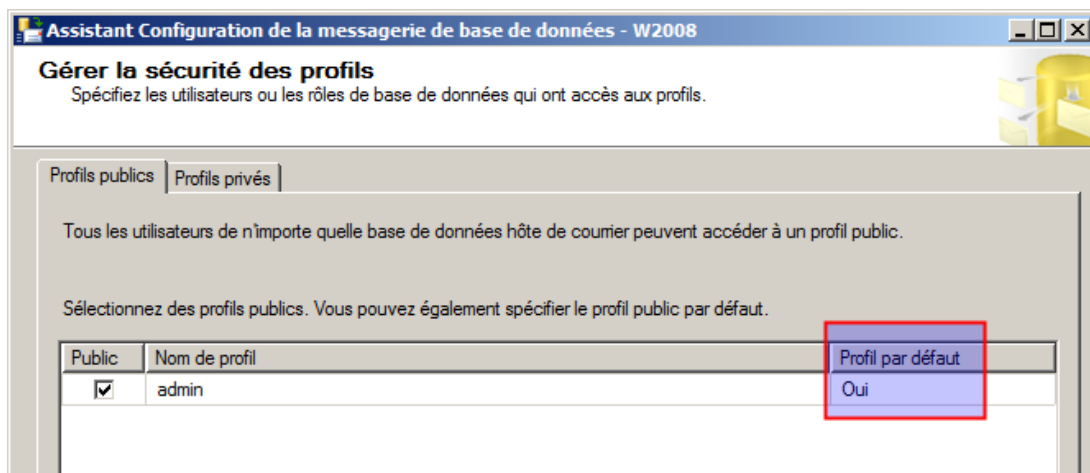 Assistant Configuration de la messagerie de base de données - W2008
Gérer la sécurité des profils
Spécifiez les utilisateurs ou les rôles de base de données qui ont accès aux profils.
Profils publics Profils privés
Tous les utilisateurs de n'importe quelle base de données hôte de courrier peuvent accéder à un profil public.
Sélectionnez des profils publics. Vous pouvez également spécifier le profil public par défaut.
Public Nom de profil Profil par défaut
admin Oui